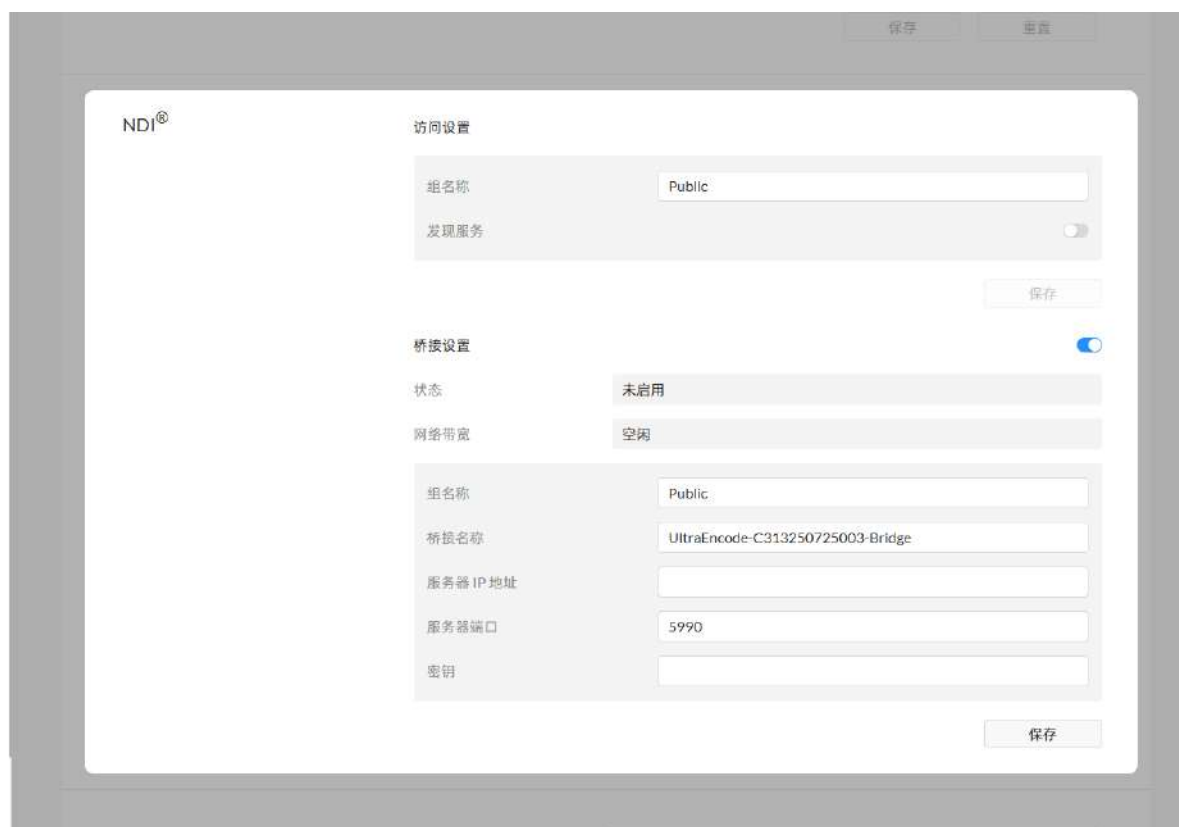 保存 重置
NDI®
访问设置
组名称 Public
发现服务
保存
桥接设置
状态 未启用
网络带宽 空闲
组名称 Public
桥接名称 UltraEncode-C313250725003-Bridge
服务器 IP 地址
服务器端口 5990
密钥
保存